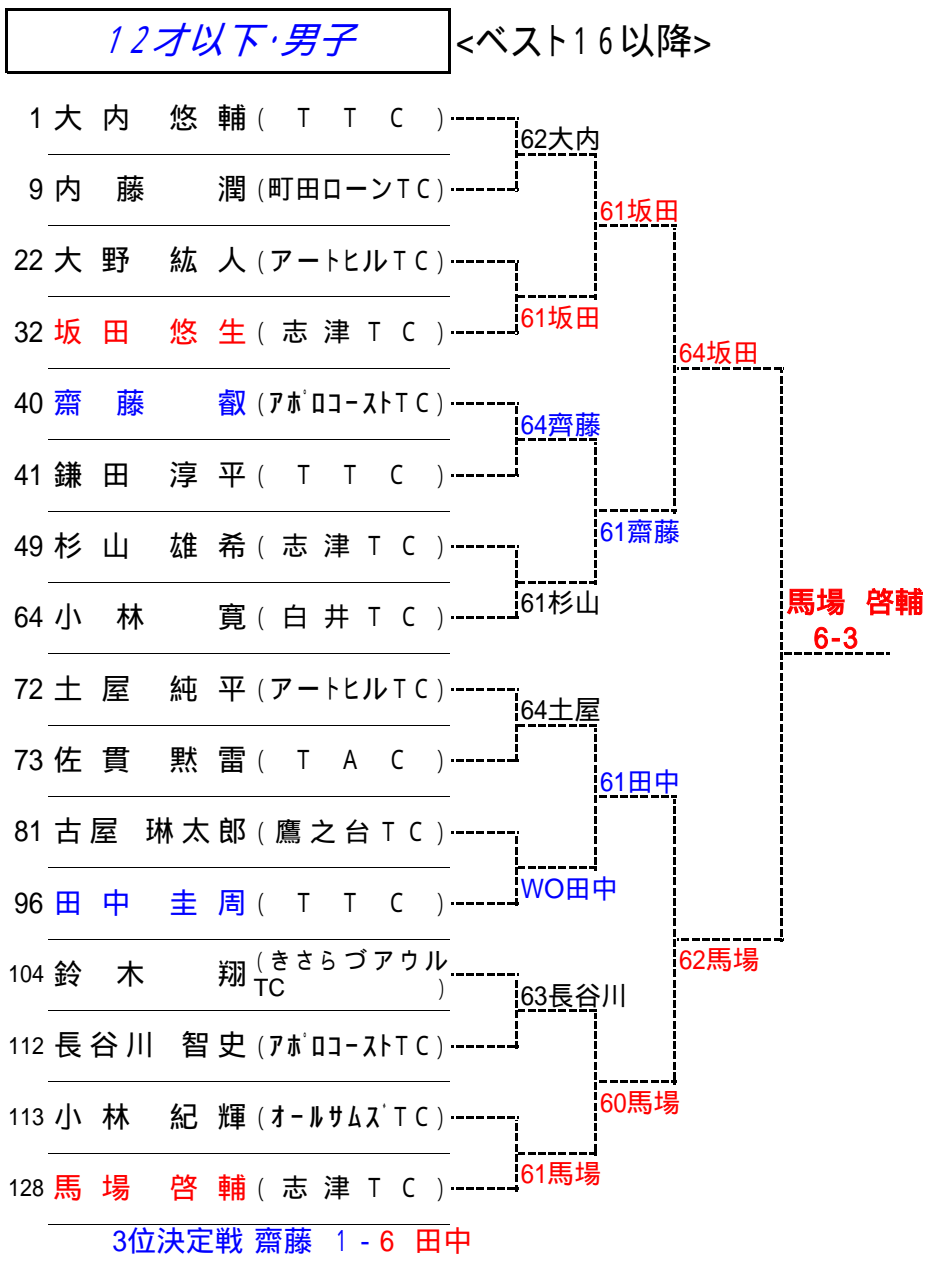 12才以下・男子 <ベスト16以降>
1 大内 悠輔 (TTC)
62大内
9 内藤 潤 (町田ローンTC)
61坂田
22 大野 紘人 (アートヒルTC)
61坂田
32 坂田 悠生 (志津TC)
64坂田
40 齋藤 叡 (アポロコーストTC)
64齊藤
41 鎌田 淳平 (TTC)
61齋藤
49 杉山 雄希 (志津TC)
61杉山
64 小林 寛 (白井TC)
馬場 啓輔
6-3
72 土屋 純平 (アートヒルTC)
64土屋
73 佐貫 黙雷 (TAC)
61田中
81 古屋 琳太郎 (鷹之台TC)
WO田中
96 田中 圭周 (TTC)
62馬場
104 鈴木 翔 (きさらづアウル
TC)
63長谷川
112 長谷川 智史 (アポロコーストTC)
60馬場
113 小林 紀輝 (オールサムズTC)
61馬場
128 馬場 啓輔 (志津TC)
3位決定戦 齋藤 1 - 6 田中